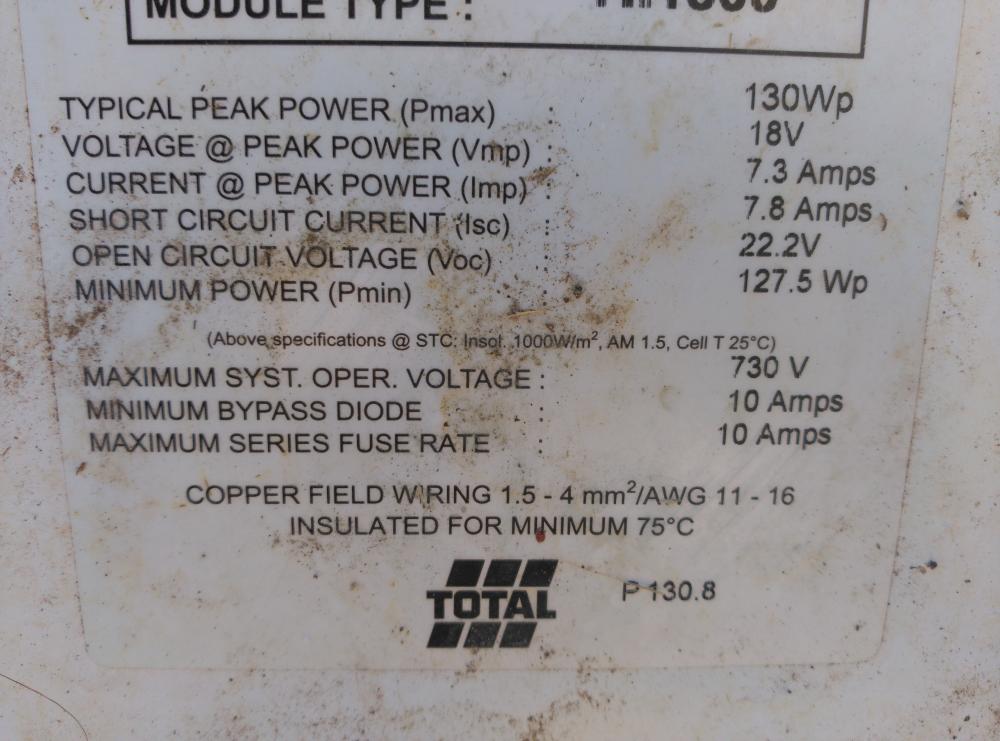 MODULE TYPE :
TYPICAL PEAK POWER (Pmax) : 130Wp
VOLTAGE @ PEAK POWER (Vmp) : 18V
CURRENT @ PEAK POWER (Imp) : 7.3 Amps
SHORT CIRCUIT CURRENT (Isc) : 7.8 Amps
OPEN CIRCUIT VOLTAGE (Voc) : 22.2V
MINIMUM POWER (Pmin) : 127.5 Wp
(Above specifications @ STC: Insol. 1000W/m², AM 1.5, Cell T 25°C)
MAXIMUM SYST. OPER. VOLTAGE : 730 V
MINIMUM BYPASS DIODE : 10 Amps
MAXIMUM SERIES FUSE RATE : 10 Amps
COPPER FIELD WIRING 1.5 - 4 mm²/AWG 11 - 16
INSULATED FOR MINIMUM 75°C
TOTAL
P 130.8